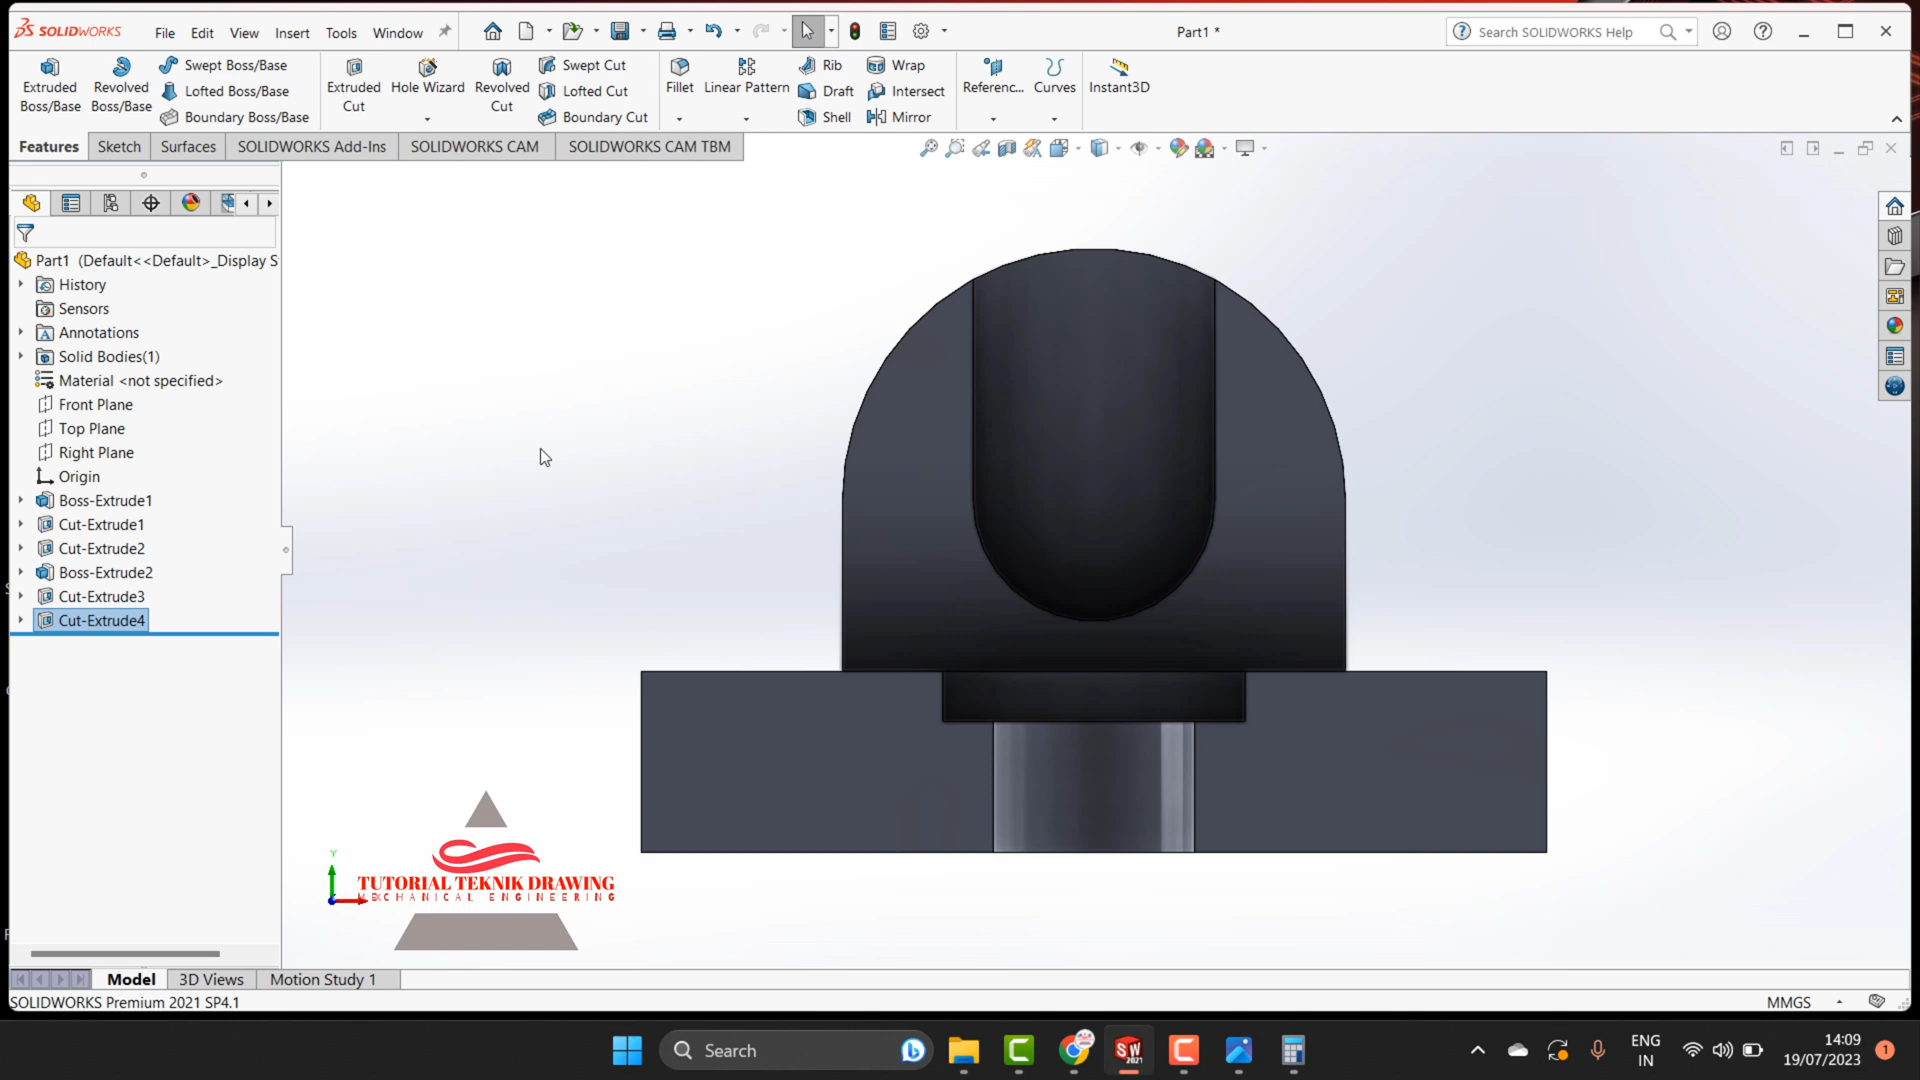 SOLIDWORKS
File
Edit
View
Insert
Tools
Window
Part1 *
Search SOLIDWORKS Help
Extruded Boss/Base
Revolved Boss/Base
Swept Boss/Base
Lofted Boss/Base
Boundary Boss/Base
Extruded Cut
Hole Wizard
Revolved Cut
Swept Cut
Lofted Cut
Boundary Cut
Fillet
Linear Pattern
Rib
Draft
Shell
Wrap
Intersect
Mirror
Referenc...
Curves
Instant3D
Features
Sketch
Surfaces
SOLIDWORKS Add-Ins
SOLIDWORKS CAM
SOLIDWORKS CAM TBM
Part1 (Default<<Default>_Display S
History
Sensors
Annotations
Solid Bodies(1)
Material <not specified>
Front Plane
Top Plane
Right Plane
Origin
Boss-Extrude1
Cut-Extrude1
Cut-Extrude2
Boss-Extrude2
Cut-Extrude3
Cut-Extrude4
Y
TUTORIAL TEKNIK DRAWING
MECHANICAL ENGINEERING
Model
3D Views
Motion Study 1
SOLIDWORKS Premium 2021 SP4.1
MMGS
Search
SW
2021
ENG
IN
14:09
19/07/2023
1